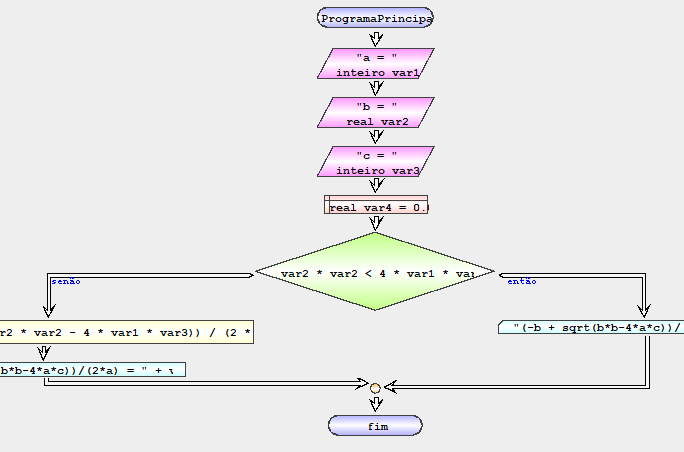 ProgramaPrincipa
"a = "
inteiro var1
"b = "
real var2
"c = "
inteiro var3
real var4 = 0.
var2 * var2 < 4 * var1 * va
senão
então
r2 * var2 - 4 * var1 * var3)) / (2 *
"(-b + sqrt(b*b-4*a*c))/
b*b-4*a*c))/(2*a) = " +
fim